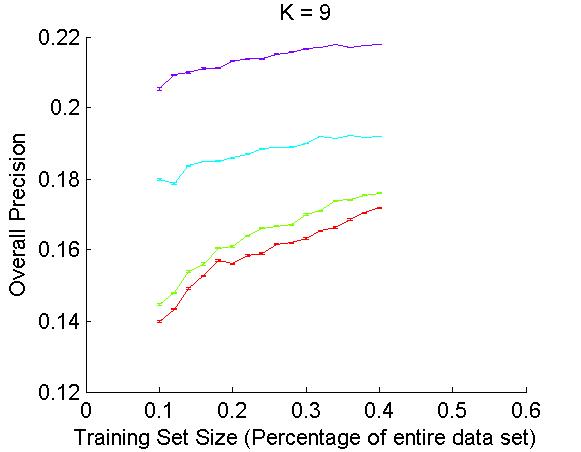 K = 9
0.22
0.2
0.18
0.16
0.14
0.12
Overall Precision
0 0.1 0.2 0.3 0.4 0.5 0.6
Training Set Size (Percentage of entire data set)